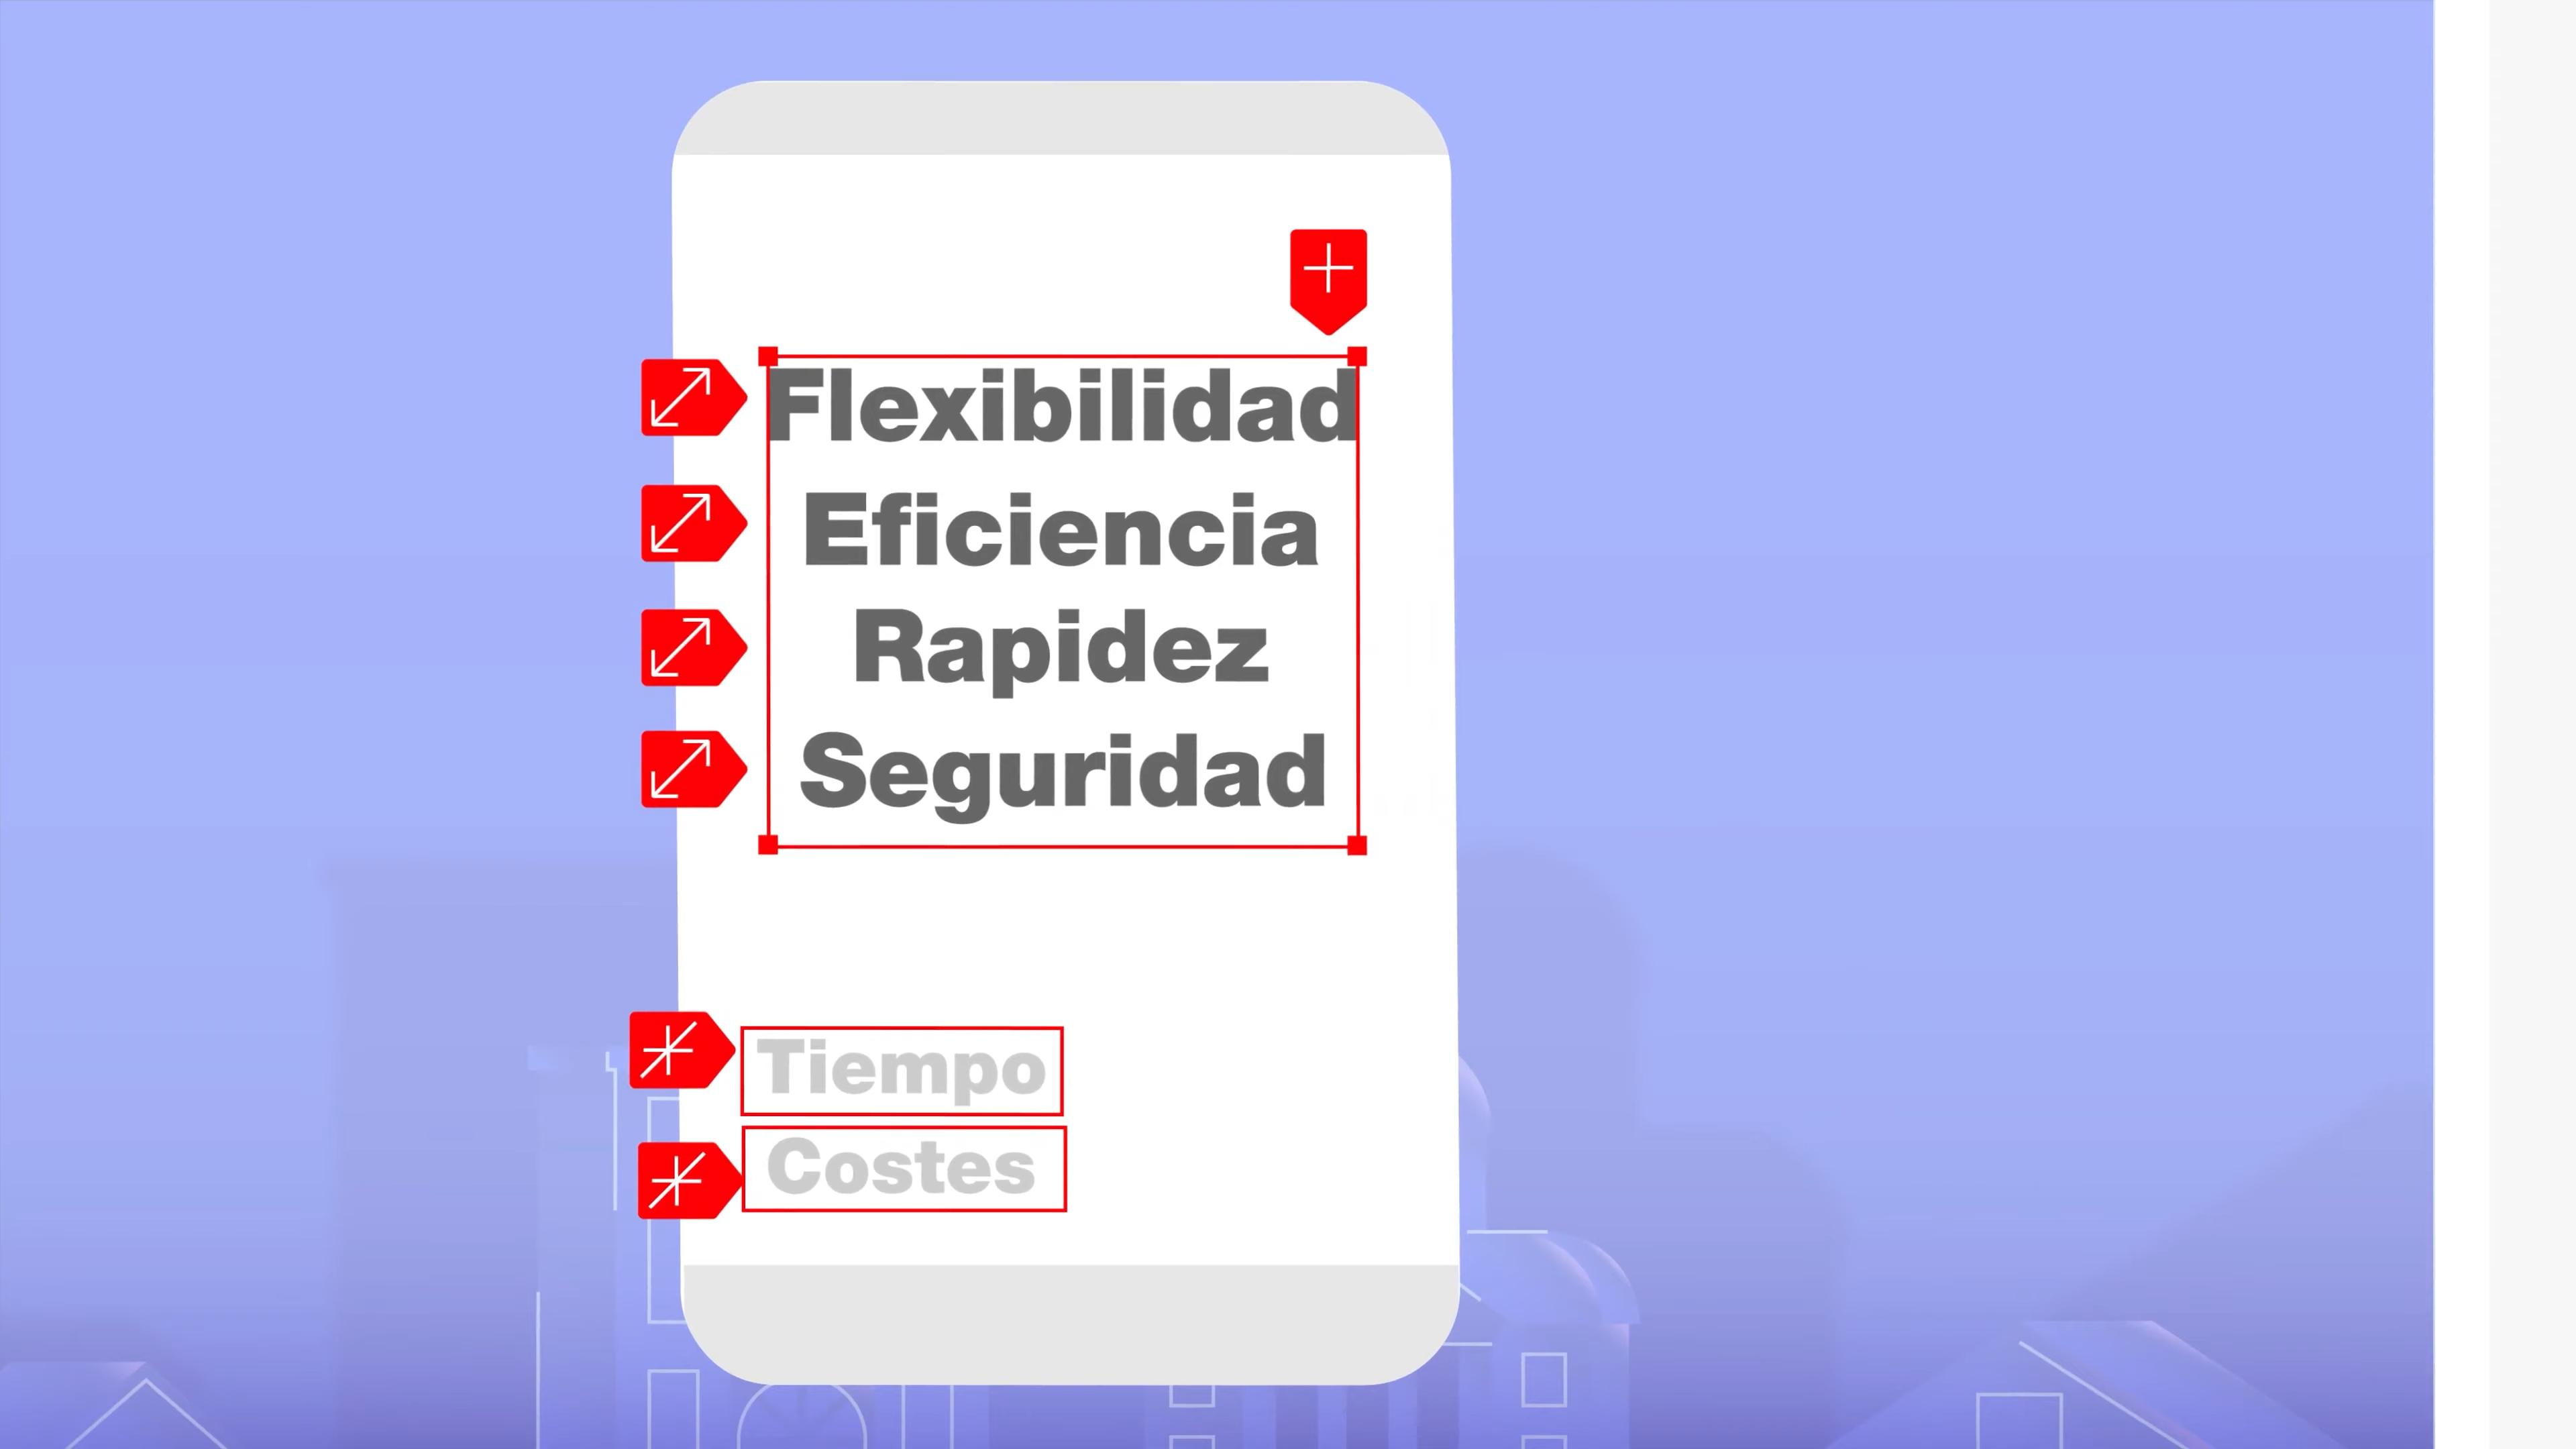 Flexibilidad
Eficiencia
Rapidez
Seguridad
Tiempo
Costes